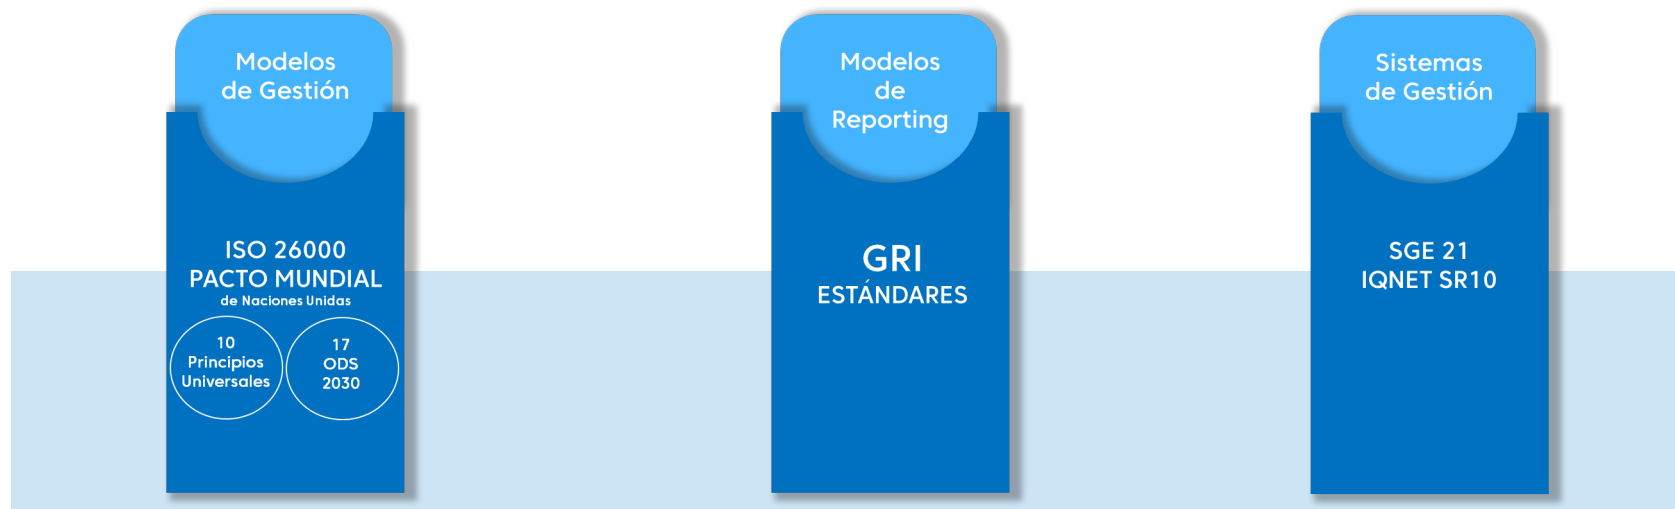 Modelos
de Gestión
ISO 26000
PACTO MUNDIAL
de Naciones Unidas
10
Principios
Universales
17
ODS
2030
Modelos
de
Reporting
GRI
ESTÁNDARES
Sistemas
de Gestión
SGE 21
IQNET SR10